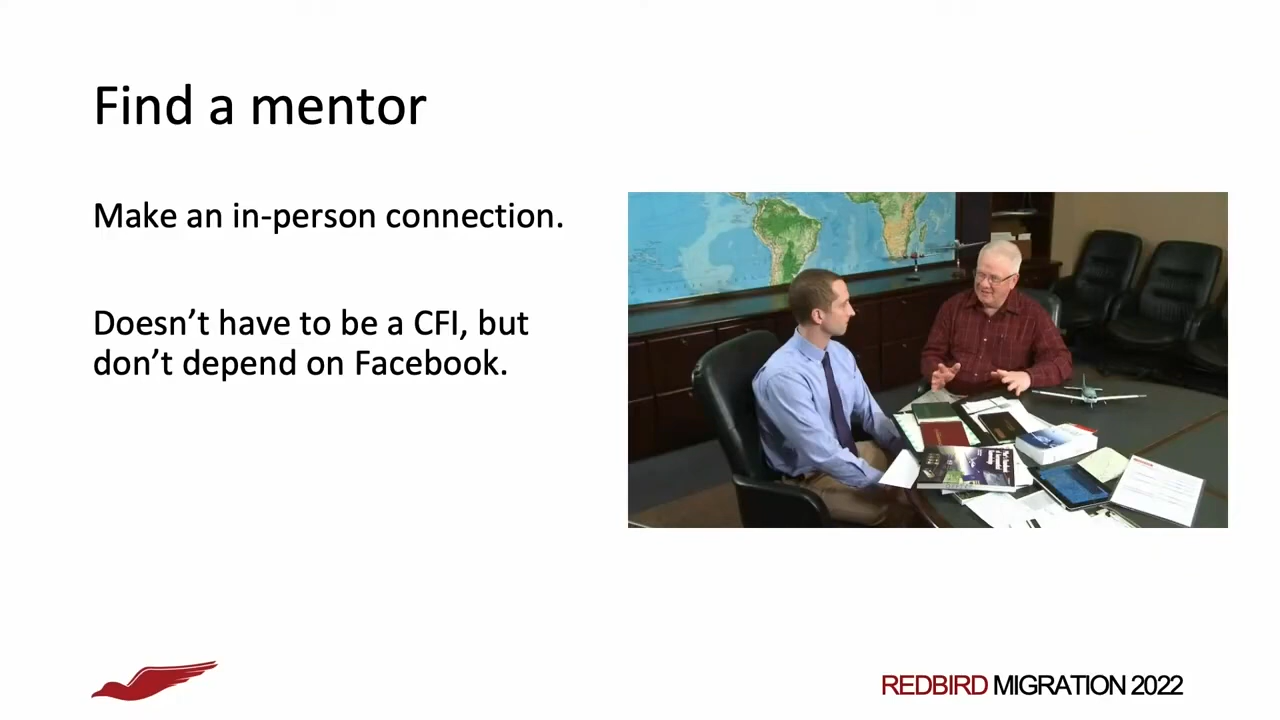 Find a mentor
Make an in-person connection.
Doesn’t have to be a CFI, but
don’t depend on Facebook.
REDBIRD MIGRATION 2022